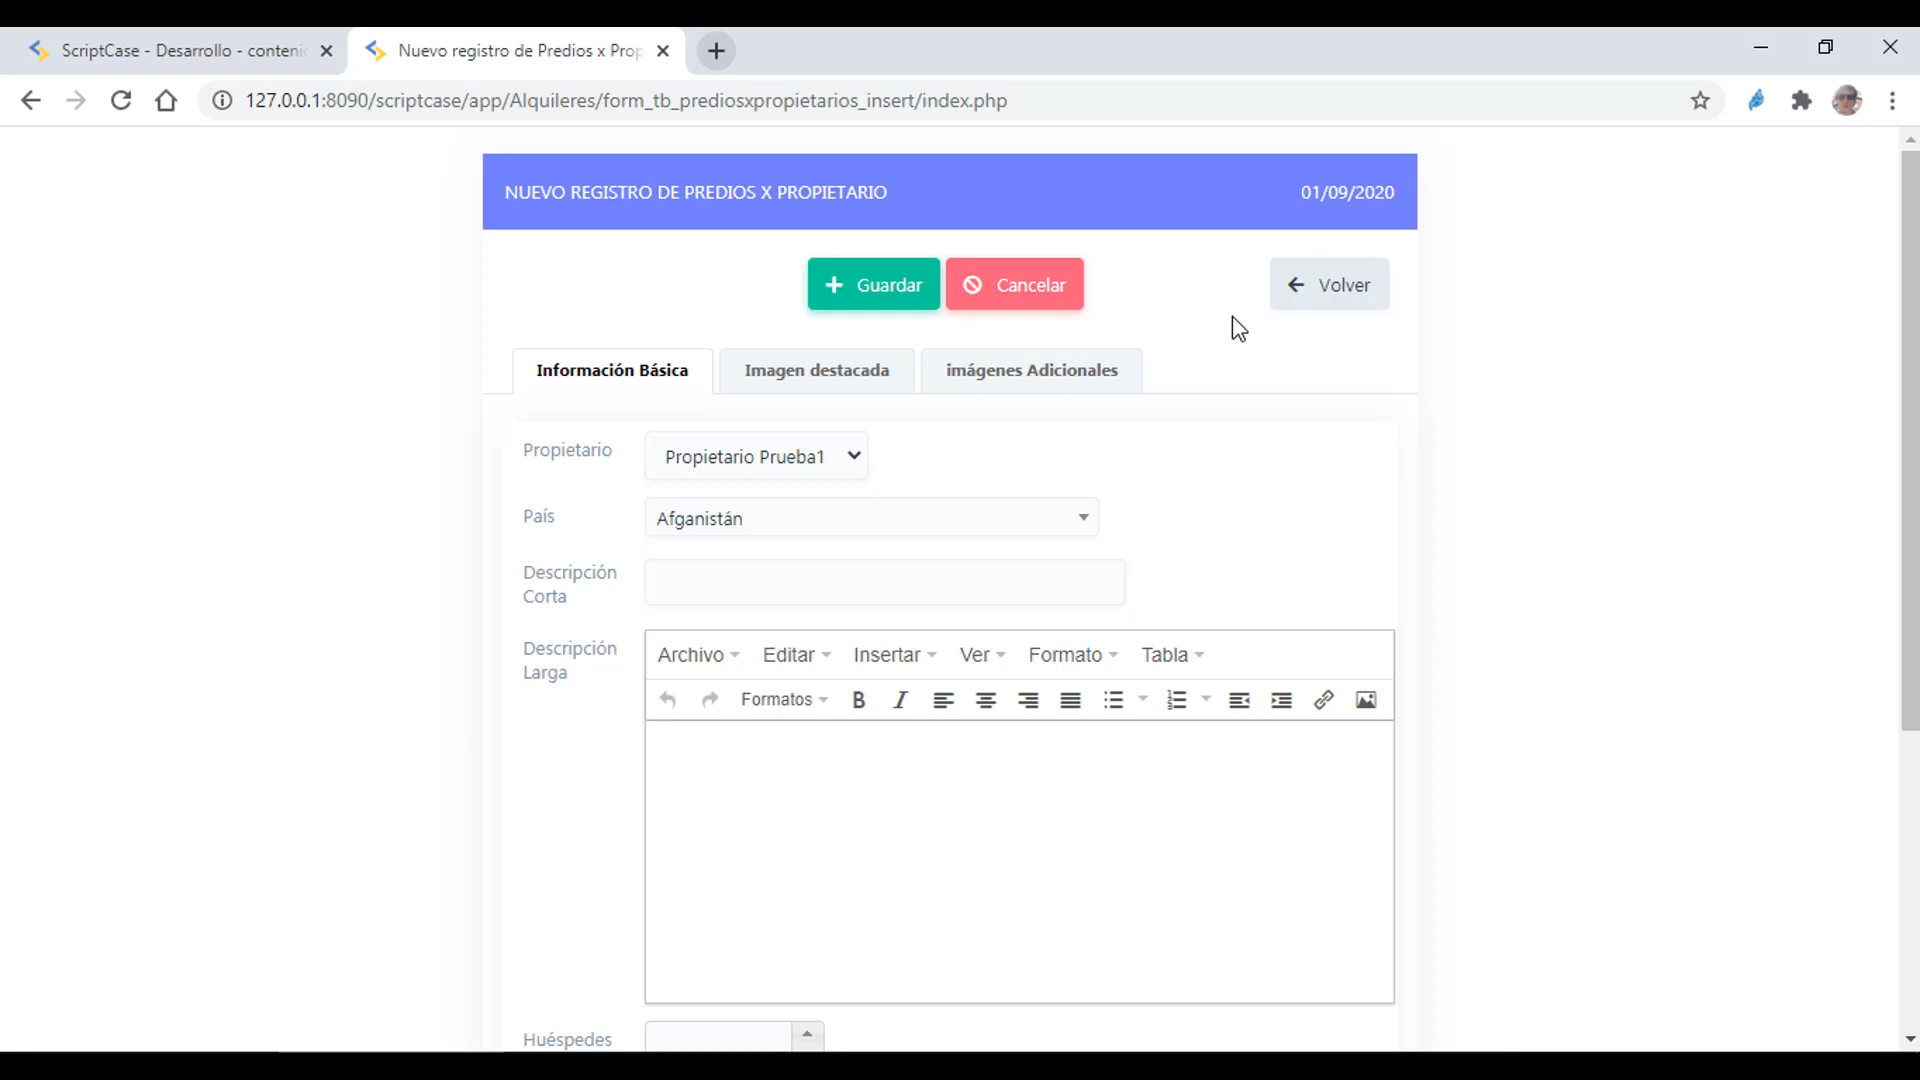 ScriptCase - Desarrollo - conteni
Nuevo registro de Predios x Prop
127.0.0.1:8090/scriptcase/app/Alquileres/form_tb_prediosxpropietarios_insert/index.php
NUEVO REGISTRO DE PREDIOS X PROPIETARIO 01/09/2020
Guardar Cancelar Volver
Información Básica Imagen destacada imágenes Adicionales
Propietario Propietario Prueba1
País Afganistán
Descripción
Corta
Descripción
Larga
Archivo Editar Insertar Ver Formato Tabla
Formatos B I
Huéspedes